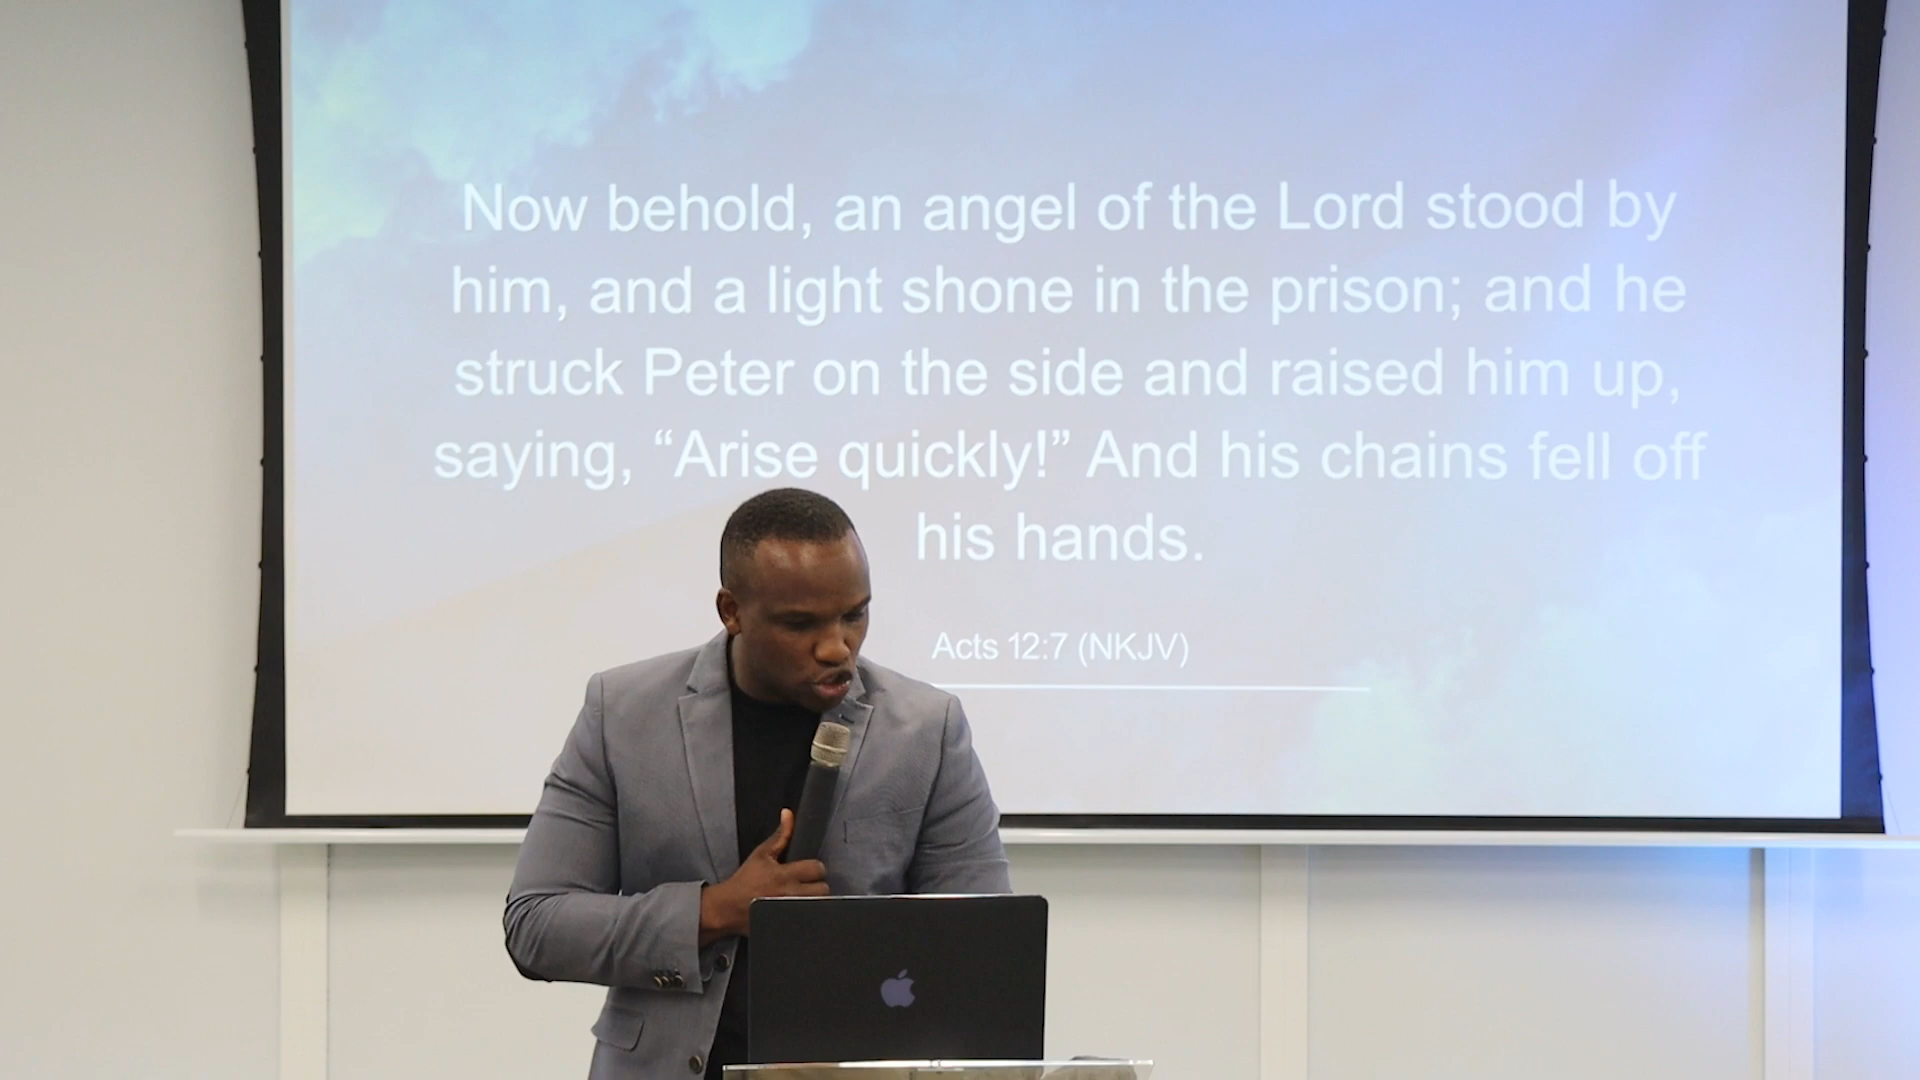 Now behold, an angel of the Lord stood by
him, and a light shone in the prison; and he
struck Peter on the side and raised him up,
saying, “Arise quickly!” And his chains fell off
his hands.
Acts 12:7 (NKJV)